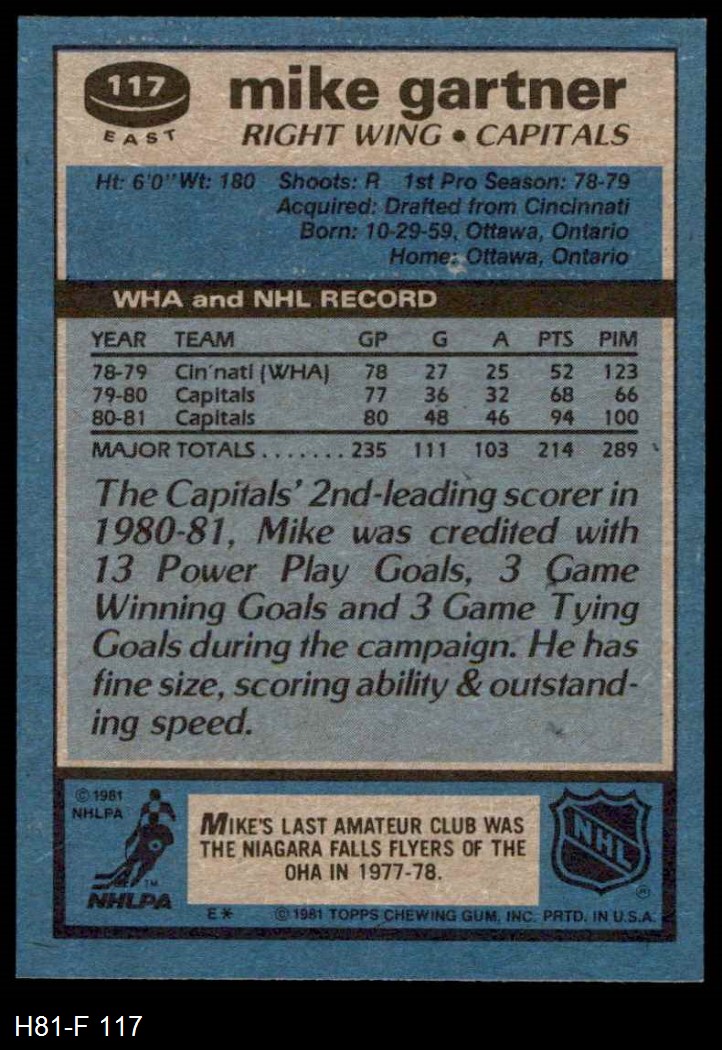 117
EAST
mike gartner
RIGHT WING • CAPITALS
Ht: 6'0" Wt: 180 Shoots: R 1st Pro Season: 78-79
Acquired: Drafted from Cincinnati
Born: 10-29-59, Ottawa, Ontario
Home: Ottawa, Ontario
WHA and NHL RECORD
YEAR TEAM GP G A PTS PIM
78-79 Cin'nati (WHA) 78 27 25 52 123
79-80 Capitals 77 36 32 68 66
80-81 Capitals 80 48 46 94 100
MAJOR TOTALS ....... 235 111 103 214 289
The Capitals' 2nd-leading scorer in
1980-81, Mike was credited with
13 Power Play Goals, 3 Game
Winning Goals and 3 Game Tying
Goals during the campaign. He has
fine size, scoring ability & outstand-
ing speed.
© 1981
NHLPA
TM
NHLPA
MIKE'S LAST AMATEUR CLUB WAS
THE NIAGARA FALLS FLYERS OF THE
OHA IN 1977-78.
NHL
®
E* © 1981 TOPPS CHEWING GUM, INC. PRTD. IN U.S.A.
H81-F 117